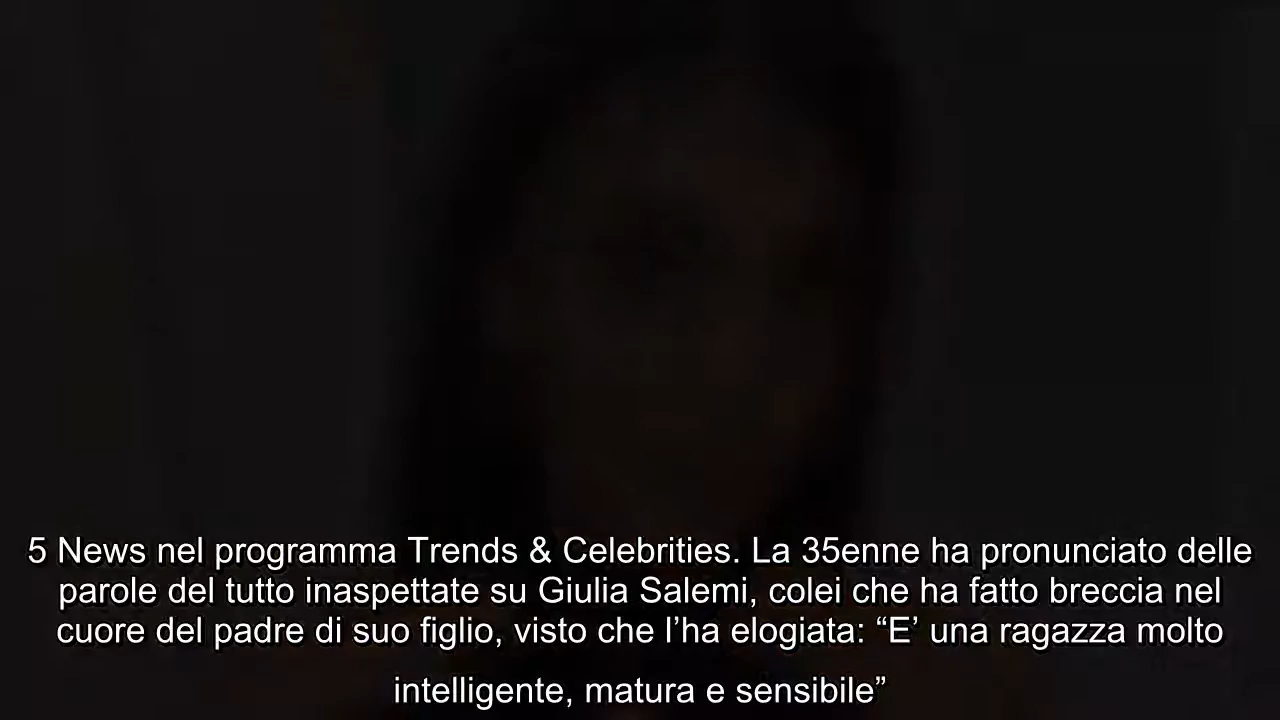 5 News nel programma Trends & Celebrities. La 35enne ha pronunciato delle
parole del tutto inaspettate su Giulia Salemi, colei che ha fatto breccia nel
cuore del padre di suo figlio, visto che l’ha elogiata: “E’ una ragazza molto
intelligente, matura e sensibile”